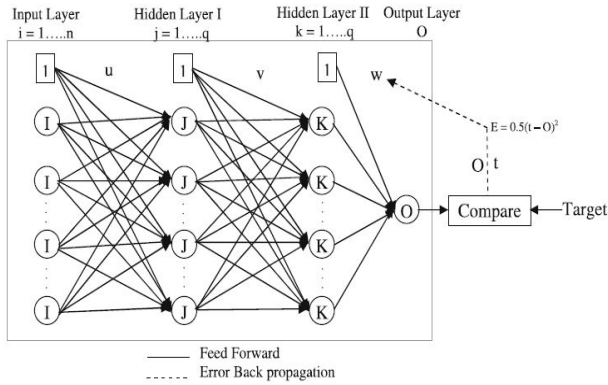 Input Layer
i = 1.....n
Hidden Layer I
j = 1.....q
Hidden Layer II
k = 1.....q
Output Layer
O
1 u 1 v 1 w
I J K
E = 0.5(t – O)²
I J K
O t
O Compare Target
I J K
I J K
Feed Forward
Error Back propagation